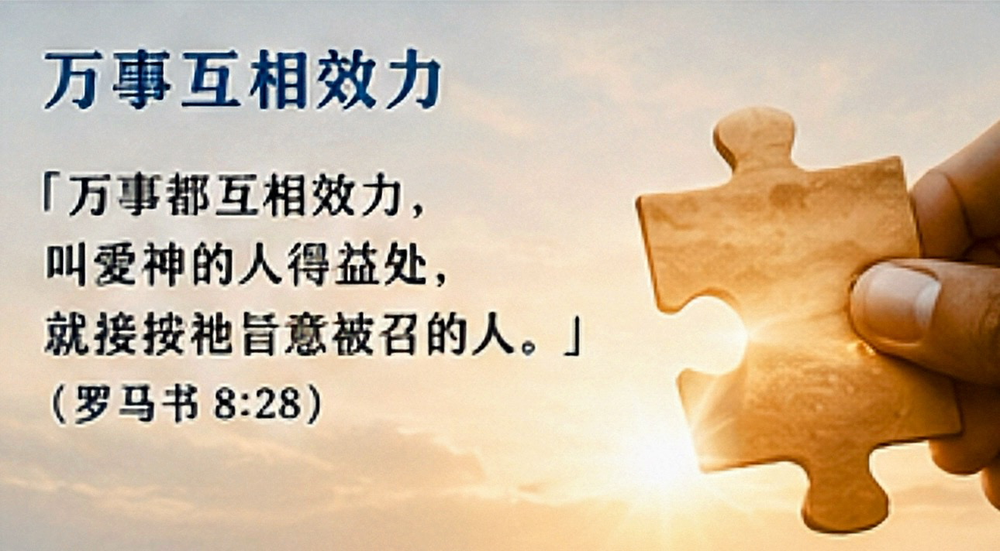 万事互相效力
「万事都互相效力，
叫愛神的人得益处，
就接按祂旨意被召的人。」
（罗马书 8:28）